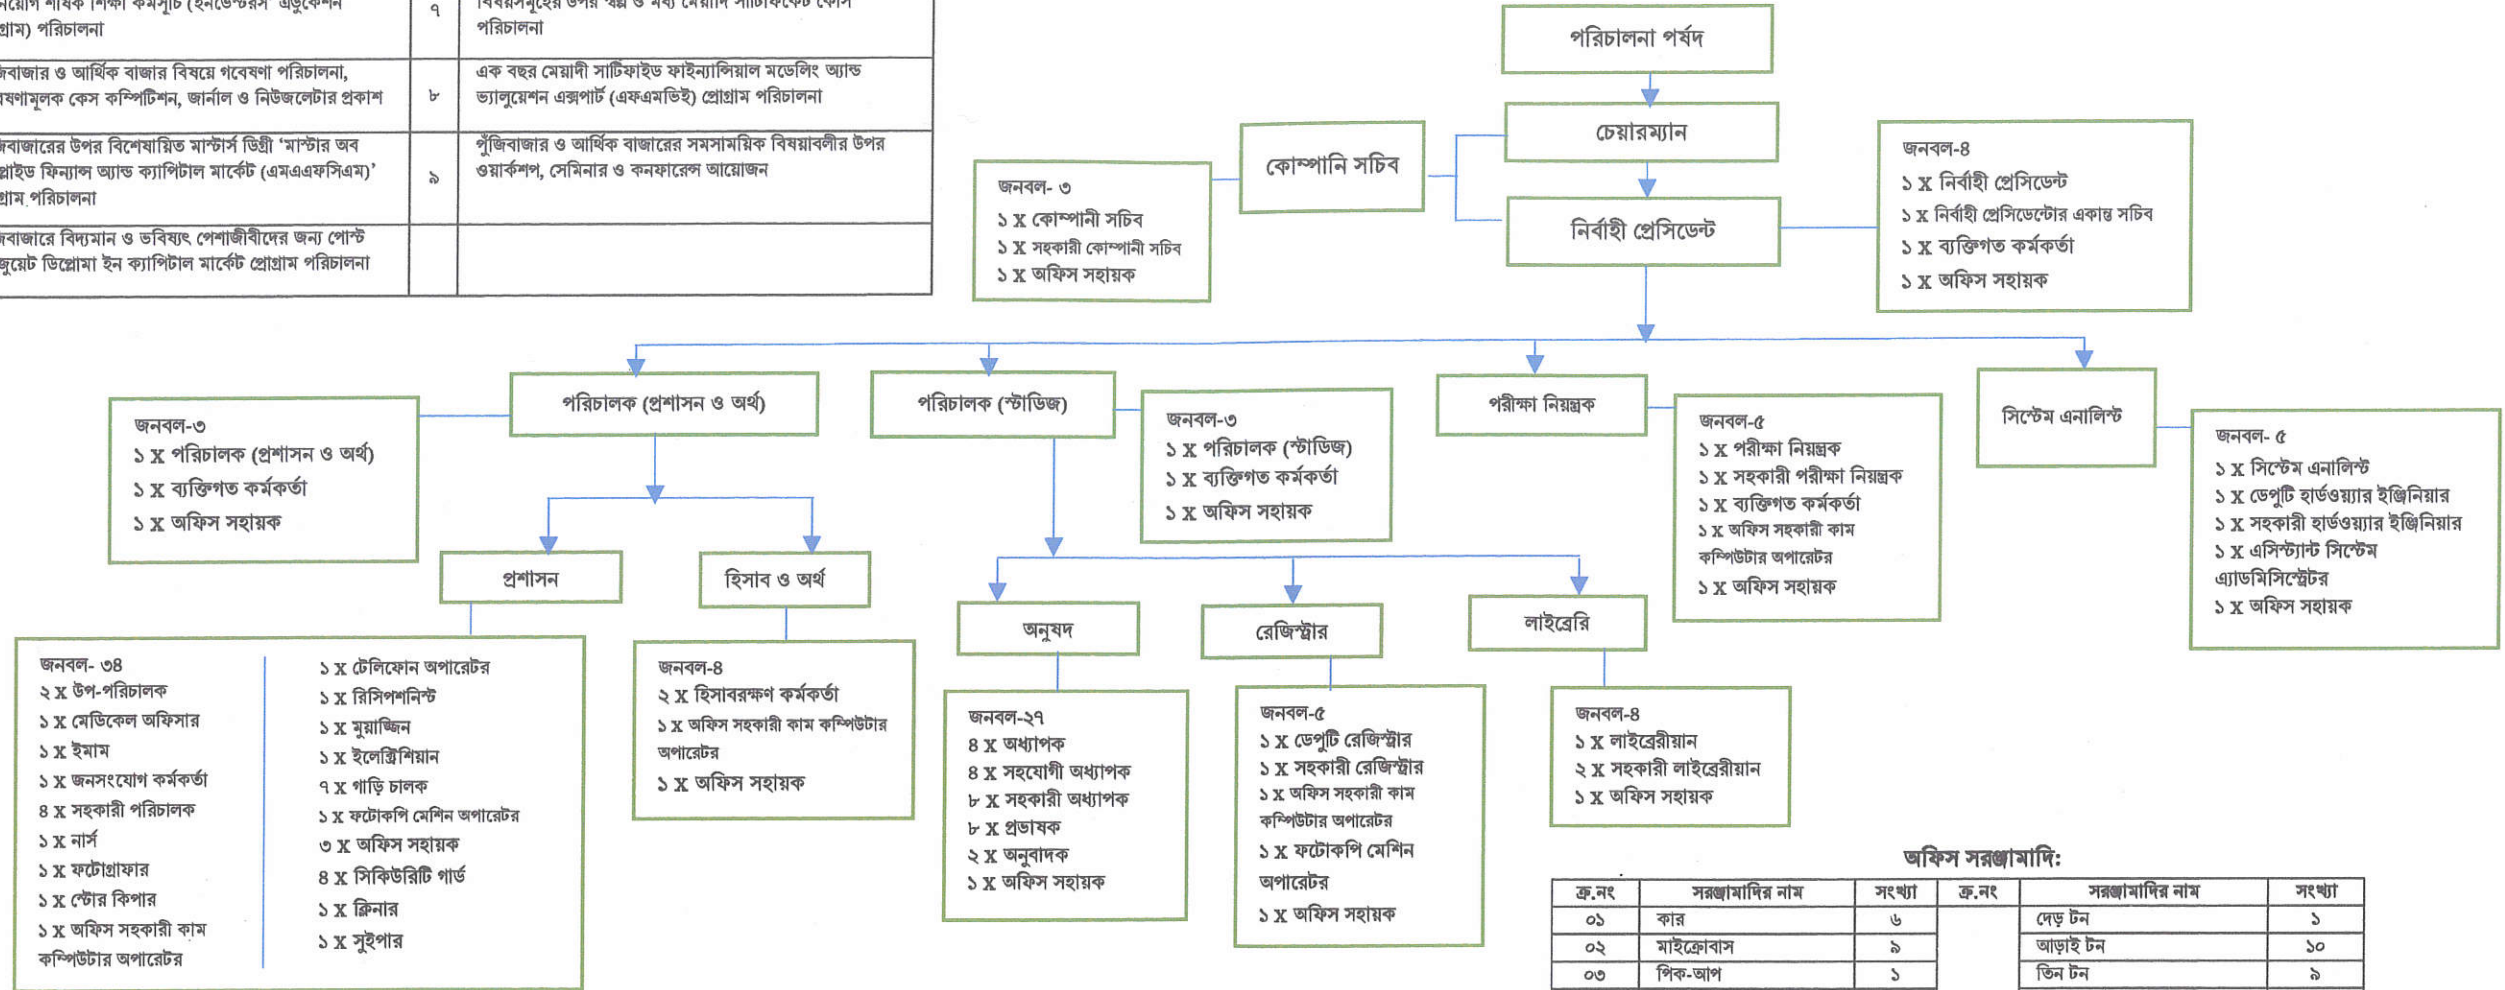 পরিচালনা
পরিচালনা
৭
জিবাজার ও আর্থিক বাজার বিষয়ে গবেষণা পরিচালনা,
বেষণামূলক কেস কম্পিটিশন, জার্নাল ও নিউজলেটার প্রকাশ
৮
এক বছর মেয়াদী সার্টিফাইড ফাইন্যান্সিয়াল মডেলিং অ্যান্ড
ভ্যালুয়েশন এক্সপার্ট (এফএমভিই) প্রোগ্রাম পরিচালনা
জিবাজারের উপর বিশেষায়িত মাস্টার্স ডিগ্রী ‘মাস্টার অব
প্লাইড ফিন্যান্স অ্যান্ড ক্যাপিটাল মার্কেট (এমএএফসিএম)’
গ্রাম পরিচালনা
৯
পুঁজিবাজার ও আর্থিক বাজারের সমসাময়িক বিষয়াবলীর উপর
ওয়ার্কশপ, সেমিনার ও কনফারেন্স আয়োজন
জিবাজারে বিদ্যমান ও ভবিষ্যৎ পেশাজীবীদের জন্য পোস্ট
জুয়েট ডিপ্লোমা ইন ক্যাপিটাল মার্কেট প্রোগ্রাম পরিচালনা
পরিচালনা পর্ষদ
চেয়ারম্যান
কোম্পানি সচিব
নির্বাহী প্রেসিডেন্ট
জনবল- ৩
১ X কোম্পানী সচিব
১ X সহকারী কোম্পানী সচিব
১ X অফিস সহায়ক
জনবল-৪
১ X নির্বাহী প্রেসিডেন্ট
১ X নির্বাহী প্রেসিডেন্টোর একান্ত সচিব
১ X ব্যক্তিগত কর্মকর্তা
১ X অফিস সহায়ক
পরিচালক (প্রশাসন ও অর্থ)
পরিচালক (স্টাডিজ)
পরীক্ষা নিয়ন্ত্রক
সিস্টেম এনালিস্ট
জনবল-৩
১ X পরিচালক (প্রশাসন ও অর্থ)
১ X ব্যক্তিগত কর্মকর্তা
১ X অফিস সহায়ক
জনবল-৩
১ X পরিচালক (স্টাডিজ)
১ X ব্যক্তিগত কর্মকর্তা
১ X অফিস সহায়ক
জনবল-৫
১ X পরীক্ষা নিয়ন্ত্রক
১ X সহকারী পরীক্ষা নিয়ন্ত্রক
১ X ব্যক্তিগত কর্মকর্তা
১ X অফিস সহকারী কাম
কম্পিউটার অপারেটর
১ X অফিস সহায়ক
জনবল- ৫
১ X সিস্টেম এনালিস্ট
১ X ডেপুটি হার্ডওয়্যার ইঞ্জিনিয়ার
১ X সহকারী হার্ডওয়্যার ইঞ্জিনিয়ার
১ X এসিস্ট্যান্ট সিস্টেম
এ্যাডমিসিস্ট্রেটর
১ X অফিস সহায়ক
প্রশাসন
হিসাব ও অর্থ
অনুষদ
রেজিস্ট্রার
লাইব্রেরি
জনবল- ৩৪
২ X উপ-পরিচালক
১ X মেডিকেল অফিসার
১ X ইমাম
১ X জনসংযোগ কর্মকর্তা
৪ X সহকারী পরিচালক
১ X নার্স
১ X ফটোগ্রাফার
১ X স্টোর কিপার
১ X অফিস সহকারী কাম
কম্পিউটার অপারেটর
১ X টেলিফোন অপারেটর
১ X রিসিপশনিস্ট
১ X মুয়াজ্জিন
১ X ইলেক্ট্রিশিয়ান
৭ X গাড়ি চালক
১ X ফটোকপি মেশিন অপারেটর
৩ X অফিস সহায়ক
৪ X সিকিউরিটি গার্ড
১ X ক্লিনার
১ X সুইপার
জনবল-৪
২ X হিসাবরক্ষণ কর্মকর্তা
১ X অফিস সহকারী কাম কম্পিউটার
অপারেটর
১ X অফিস সহায়ক
জনবল-২৭
৪ X অধ্যাপক
৪ X সহযোগী অধ্যাপক
৮ X সহকারী অধ্যাপক
৮ X প্রভাষক
২ X অনুবাদক
১ X অফিস সহায়ক
জনবল-৫
১ X ডেপুটি রেজিস্ট্রার
১ X সহকারী রেজিস্ট্রার
১ X অফিস সহকারী কাম
কম্পিউটার অপারেটর
১ X ফটোকপি মেশিন
অপারেটর
১ X অফিস সহায়ক
জনবল-৪
১ X লাইব্রেরীয়ান
২ X সহকারী লাইব্রেরীয়ান
১ X অফিস সহায়ক
অফিস সরঞ্জামাদি:
ক্র.নং সরঞ্জামাদির নাম সংখ্যা ক্র.নং সরঞ্জামাদির নাম সংখ্যা
০১ কার ৬ দেড় টন ১
০২ মাইক্রোবাস ৯ আড়াই টন ১০
০৩ পিক-আপ ১ তিন টন ৯